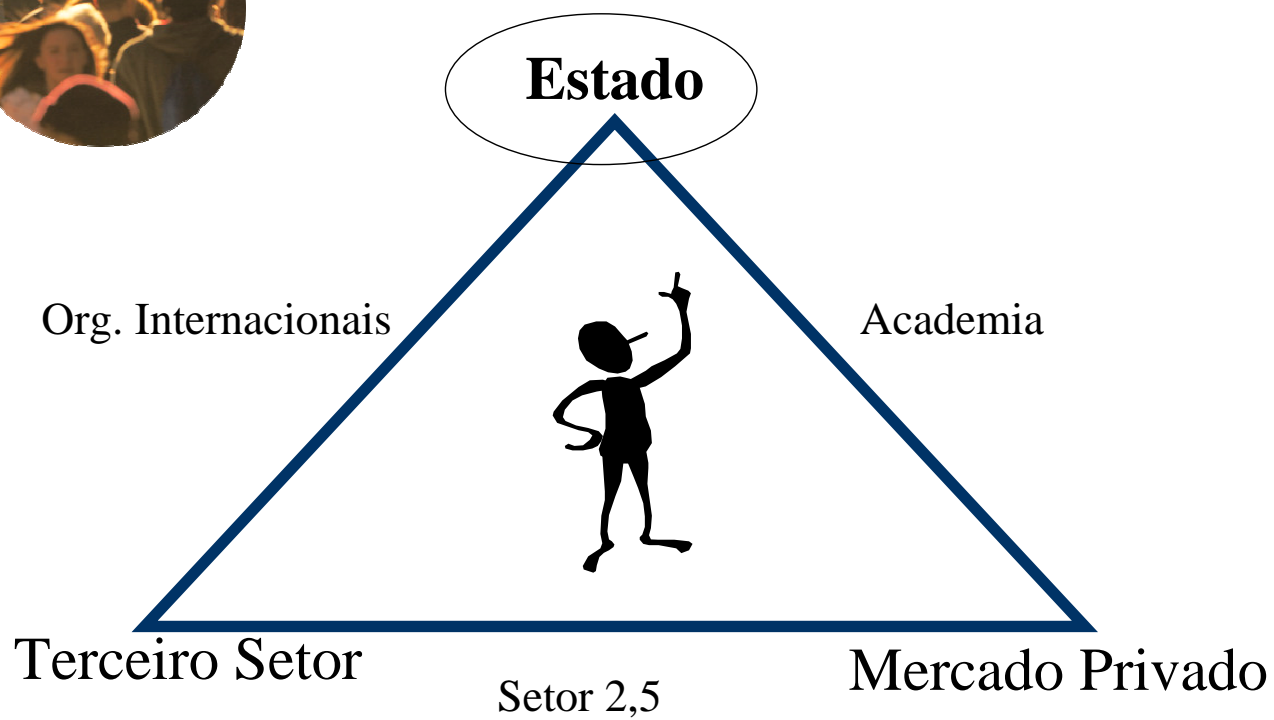 Estado
Org. Internacionais
Academia
Terceiro Setor
Mercado Privado
Setor 2,5